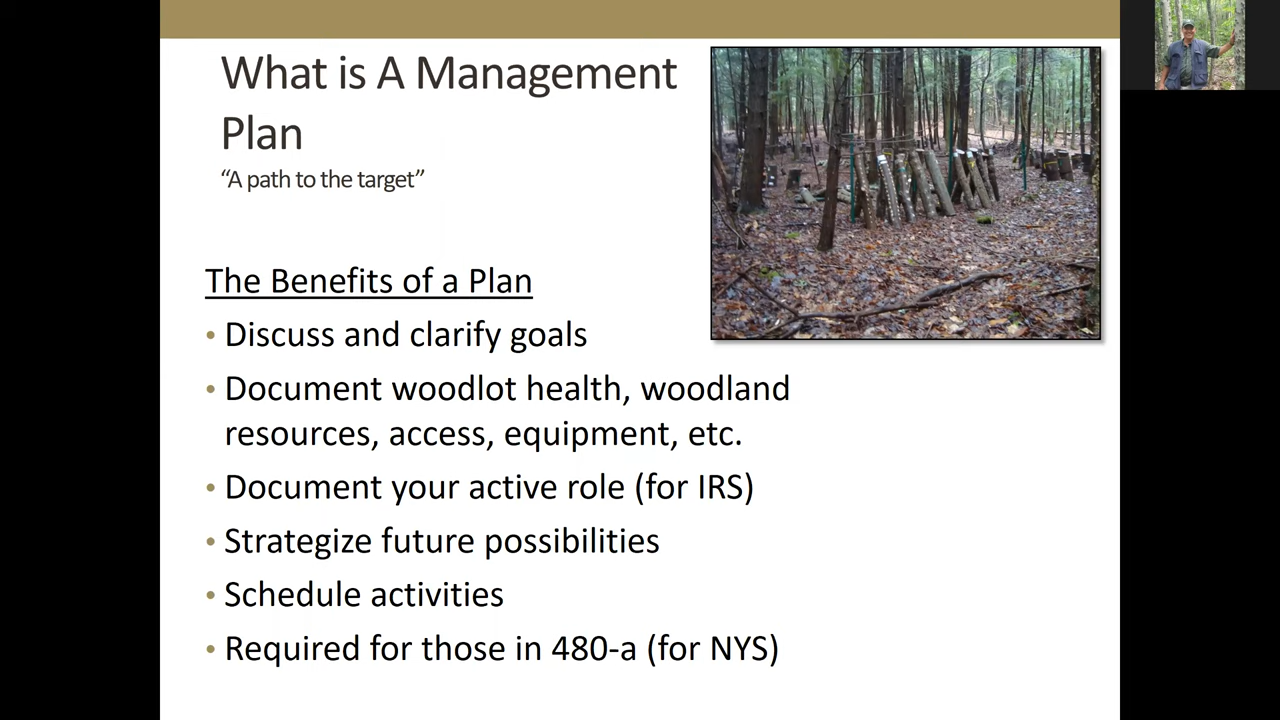 What is A Management
Plan
“A path to the target”
The Benefits of a Plan
• Discuss and clarify goals
• Document woodlot health, woodland
resources, access, equipment, etc.
• Document your active role (for IRS)
• Strategize future possibilities
• Schedule activities
• Required for those in 480-a (for NYS)